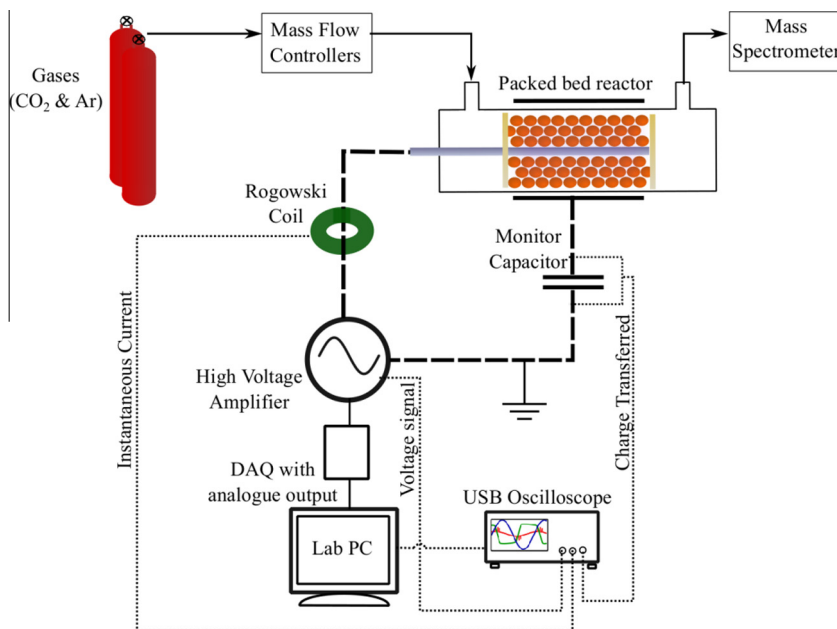 Gases
(CO₂ & Ar)
Mass Flow
Controllers
Mass
Spectrometer
Packed bed reactor
Rogowski
Coil
Monitor
Capacitor
Instantaneous Current
High Voltage
Amplifier
Voltage signal
Charge Transferred
DAQ with
analogue output
USB Oscilloscope
Lab PC